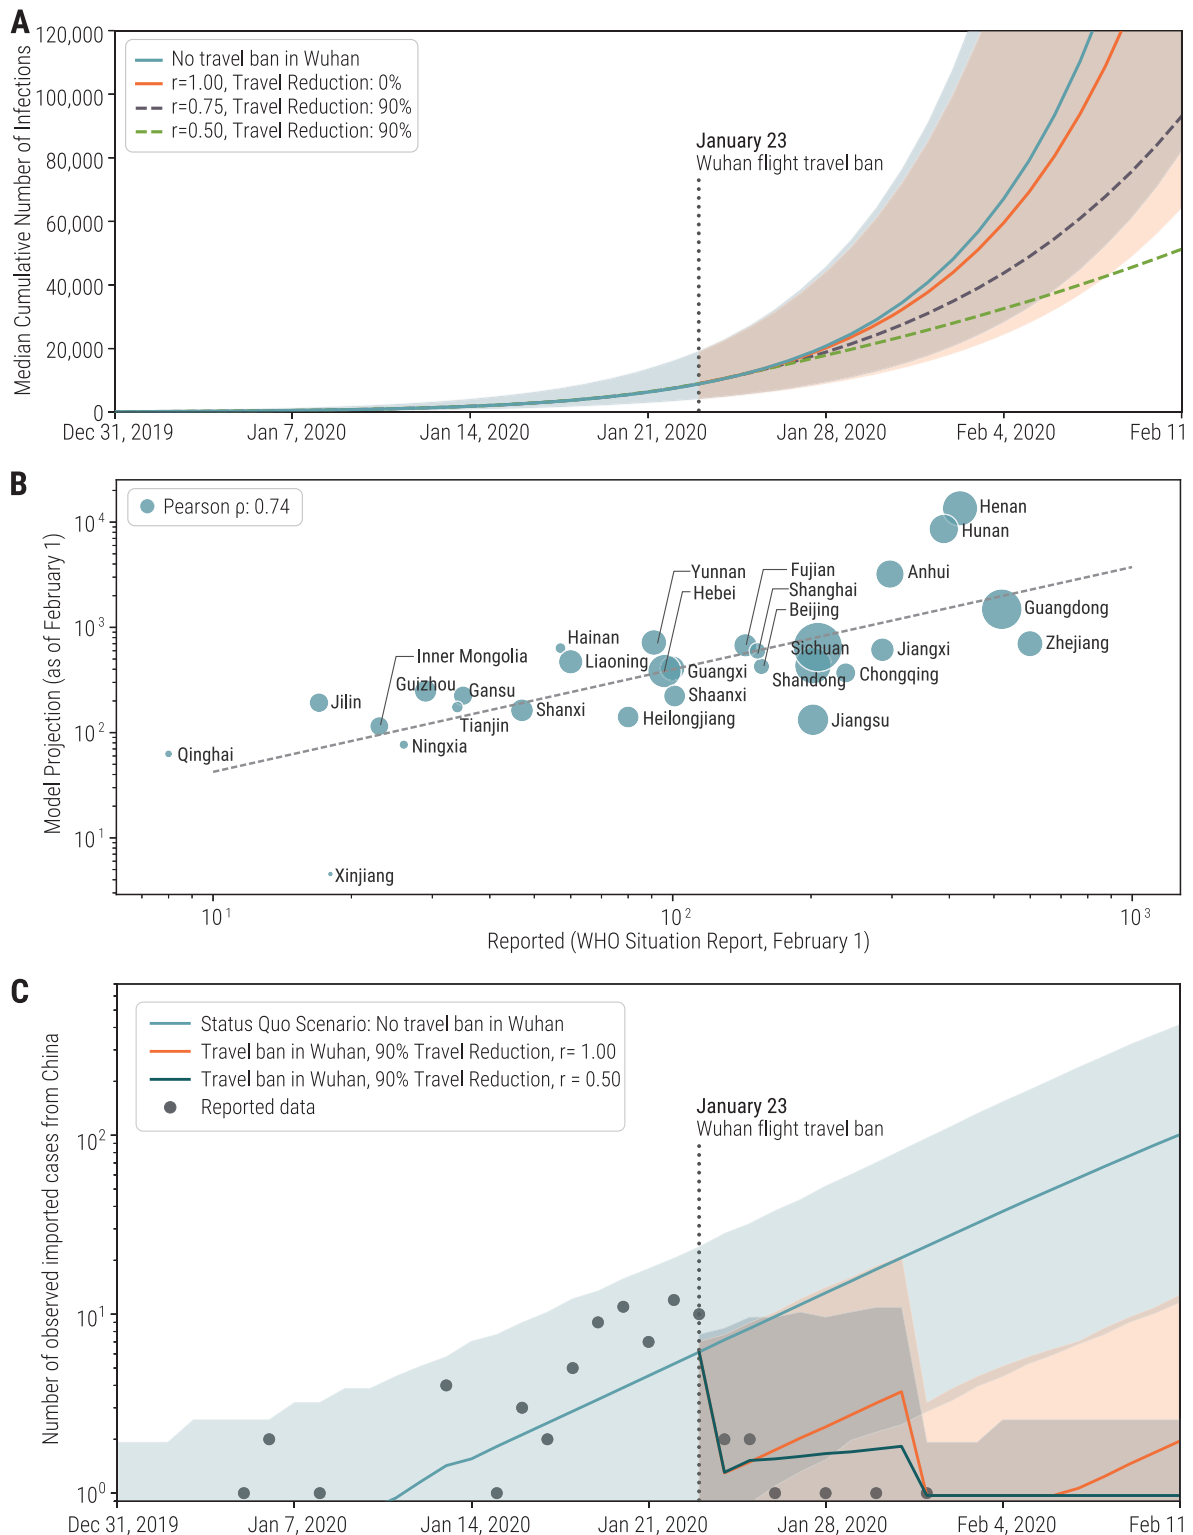 A
Median Cumulative Number of Infections
120,000
100,000
80,000
60,000
40,000
20,000
0
No travel ban in Wuhan
r=1.00, Travel Reduction: 0%
r=0.75, Travel Reduction: 90%
r=0.50, Travel Reduction: 90%
January 23
Wuhan flight travel ban
Dec 31, 2019
Jan 7, 2020
Jan 14, 2020
Jan 21, 2020
Jan 28, 2020
Feb 4, 2020
Feb 11
B
Model Projection (as of February 1)
10⁴
10³
10²
10¹
Pearson ρ: 0.74
Henan
Hunan
Yunnan
Hebei
Fujian
Shanghai
Beijing
Anhui
Guangdong
Zhejiang
Hainan
Liaoning
Inner Mongolia
Guizhou
Gansu
Guangxi
Sichuan
Jiangxi
Jilin
Shaanxi
Shandong
Chongqing
Shanxi
Tianjin
Heilongjiang
Jiangsu
Ningxia
Qinghai
Xinjiang
10¹
10²
10³
Reported (WHO Situation Report, February 1)
C
Number of observed imported cases from China
10²
10¹
10⁰
Status Quo Scenario: No travel ban in Wuhan
Travel ban in Wuhan, 90% Travel Reduction, r= 1.00
Travel ban in Wuhan, 90% Travel Reduction, r = 0.50
Reported data
January 23
Wuhan flight travel ban
Dec 31, 2019
Jan 7, 2020
Jan 14, 2020
Jan 21, 2020
Jan 28, 2020
Feb 4, 2020
Feb 11